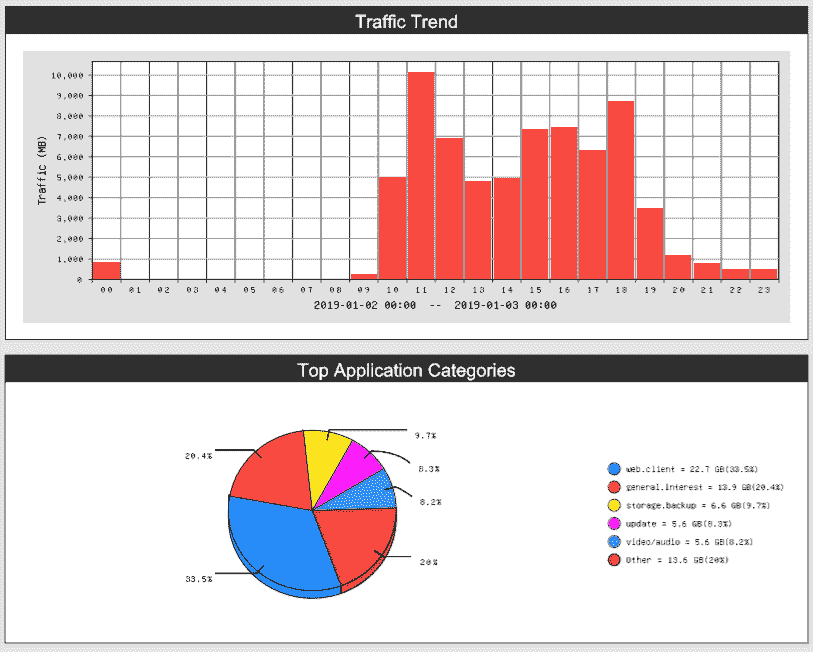 Traffic Trend
10,000
9,000
8,000
7,000
6,000
5,000
4,000
3,000
2,000
1,000
0
Traffic (MB)
00 01 02 03 04 05 06 07 08 09 10 11 12 13 14 15 16 17 18 19 20 21 22 23
2019-01-02 00:00 -- 2019-01-03 00:00
Top Application Categories
9.7%
20.4%
8.3%
8.2%
20%
33.5%
web.client = 22.7 GB(33.5%)
general.interest = 13.9 GB(20.4%)
storage.backup = 6.6 GB(9.7%)
update = 5.6 GB(8.3%)
video/audio = 5.6 GB(8.2%)
Other = 13.6 GB(20%)